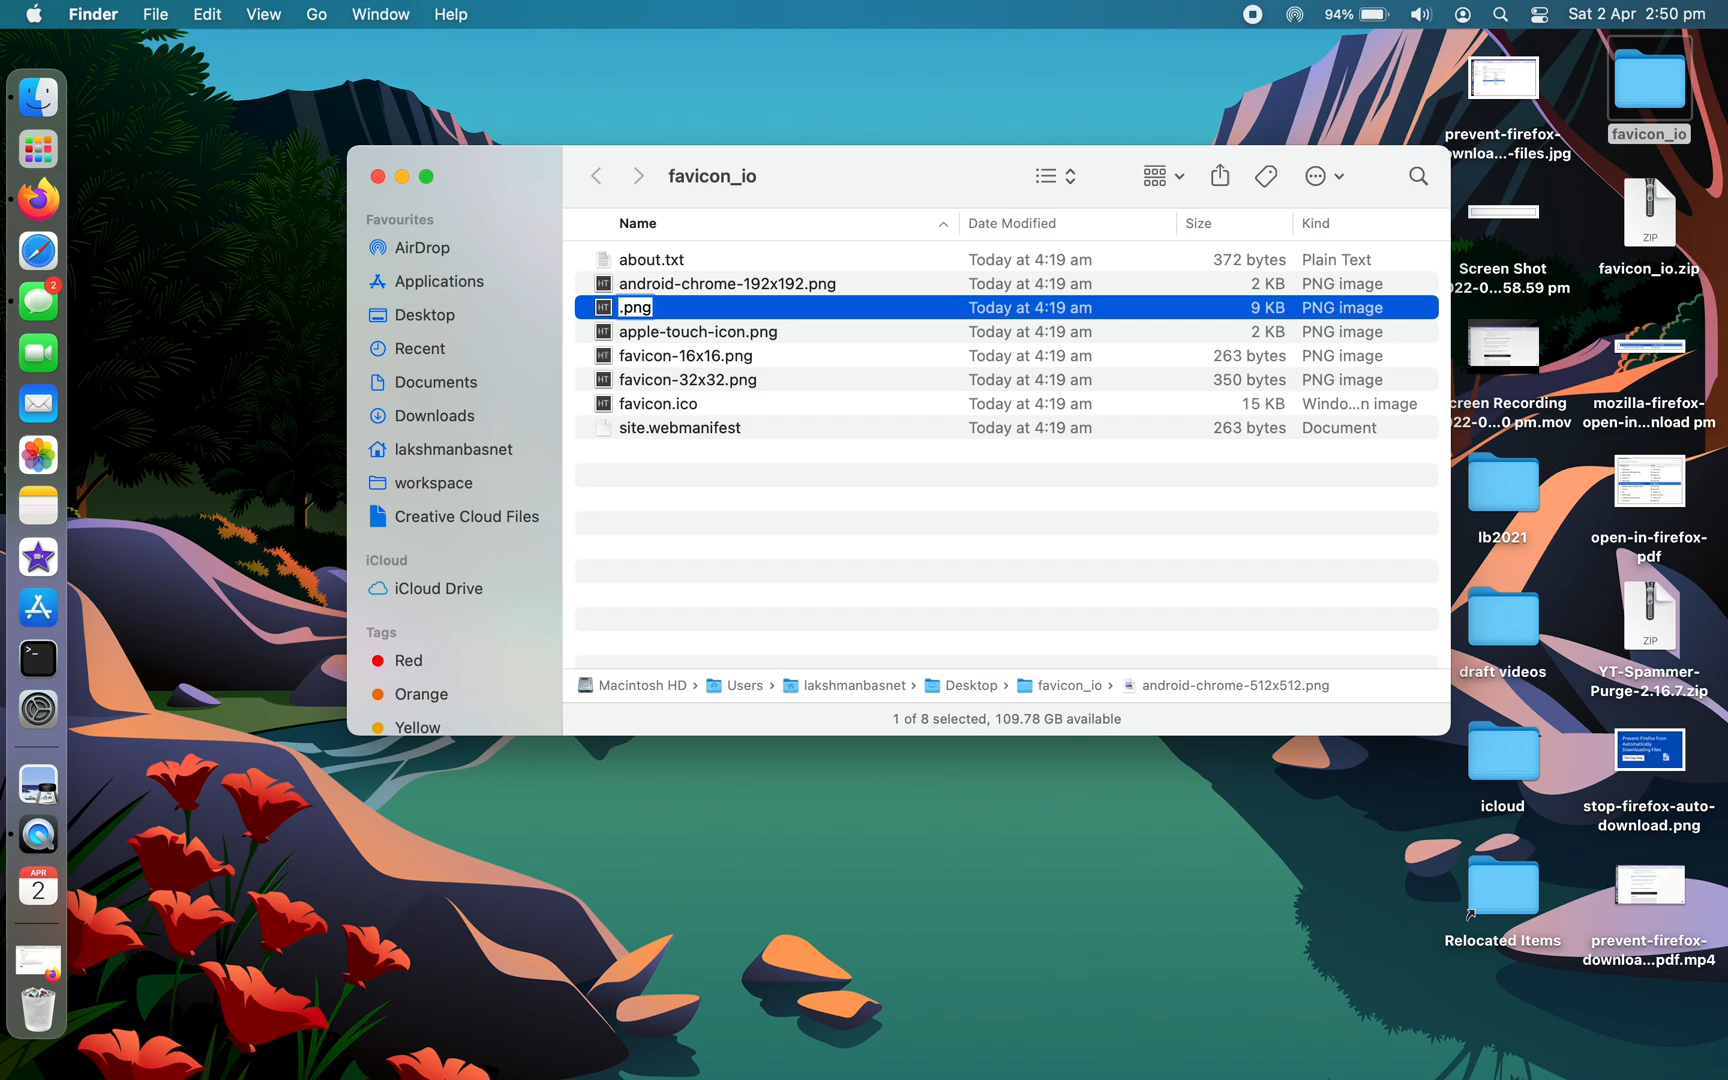 Finder File Edit View Go Window Help
94% Sat 2 Apr 2:50 pm
2
APR
2
favicon_io
Favourites
AirDrop
Applications
Desktop
Recent
Documents
Downloads
lakshmanbasnet
workspace
Creative Cloud Files
iCloud
iCloud Drive
Tags
Red
Orange
Yellow
Name Date Modified Size Kind
about.txt Today at 4:19 am 372 bytes Plain Text
android-chrome-192x192.png Today at 4:19 am 2 KB PNG image
.png Today at 4:19 am 9 KB PNG image
apple-touch-icon.png Today at 4:19 am 2 KB PNG image
favicon-16x16.png Today at 4:19 am 263 bytes PNG image
favicon-32x32.png Today at 4:19 am 350 bytes PNG image
favicon.ico Today at 4:19 am 15 KB Windo...n image
site.webmanifest Today at 4:19 am 263 bytes Document
Macintosh HD › Users › lakshmanbasnet › Desktop › favicon_io › android-chrome-512x512.png
1 of 8 selected, 109.78 GB available
prevent-firefox-
wnloa...-files.jpg
favicon_io
Screen Shot
22-0...58.59 pm
ZIP
favicon_io.zip
creen Recording
22-0...0 pm.mov
mozilla-firefox-
open-in...nload pm
lb2021
open-in-firefox-
pdf
draft videos
ZIP
YT-Spammer-
Purge-2.16.7.zip
icloud
Prevent Firefox from
Automatically
Downloading Files
stop-firefox-auto-
download.png
Relocated Items
prevent-firefox-
downloa...pdf.mp4